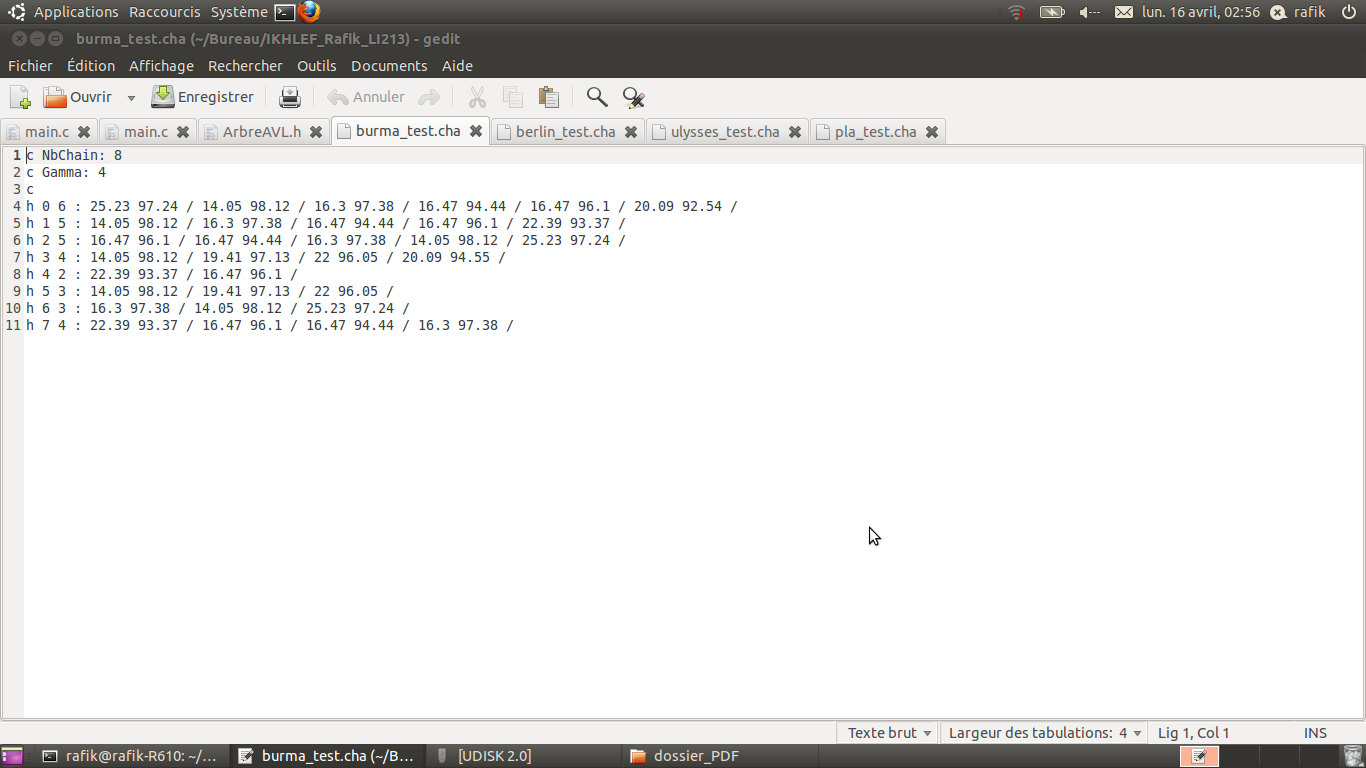 Applications Raccourcis Système lun. 16 avril, 02:56 rafik
burma_test.cha (~/Bureau/IKHLEF_Rafik_LI213) - gedit
Fichier Édition Affichage Rechercher Outils Documents Aide
Ouvrir Enregistrer Annuler
main.c main.c ArbreAVL.h burma_test.cha berlin_test.cha ulysses_test.cha pla_test.cha
1 c NbChain: 8
2 c Gamma: 4
3 c
4 h 0 6 : 25.23 97.24 / 14.05 98.12 / 16.3 97.38 / 16.47 94.44 / 16.47 96.1 / 20.09 92.54 /
5 h 1 5 : 14.05 98.12 / 16.3 97.38 / 16.47 94.44 / 16.47 96.1 / 22.39 93.37 /
6 h 2 5 : 16.47 96.1 / 16.47 94.44 / 16.3 97.38 / 14.05 98.12 / 25.23 97.24 /
7 h 3 4 : 14.05 98.12 / 19.41 97.13 / 22 96.05 / 20.09 94.55 /
8 h 4 2 : 22.39 93.37 / 16.47 96.1 /
9 h 5 3 : 14.05 98.12 / 19.41 97.13 / 22 96.05 /
10 h 6 3 : 16.3 97.38 / 14.05 98.12 / 25.23 97.24 /
11 h 7 4 : 22.39 93.37 / 16.47 96.1 / 16.47 94.44 / 16.3 97.38 /
Texte brut Largeur des tabulations: 4 Lig 1, Col 1 INS
rafik@rafik-R610: ~/... burma_test.cha (~/B... [UDISK 2.0] dossier_PDF